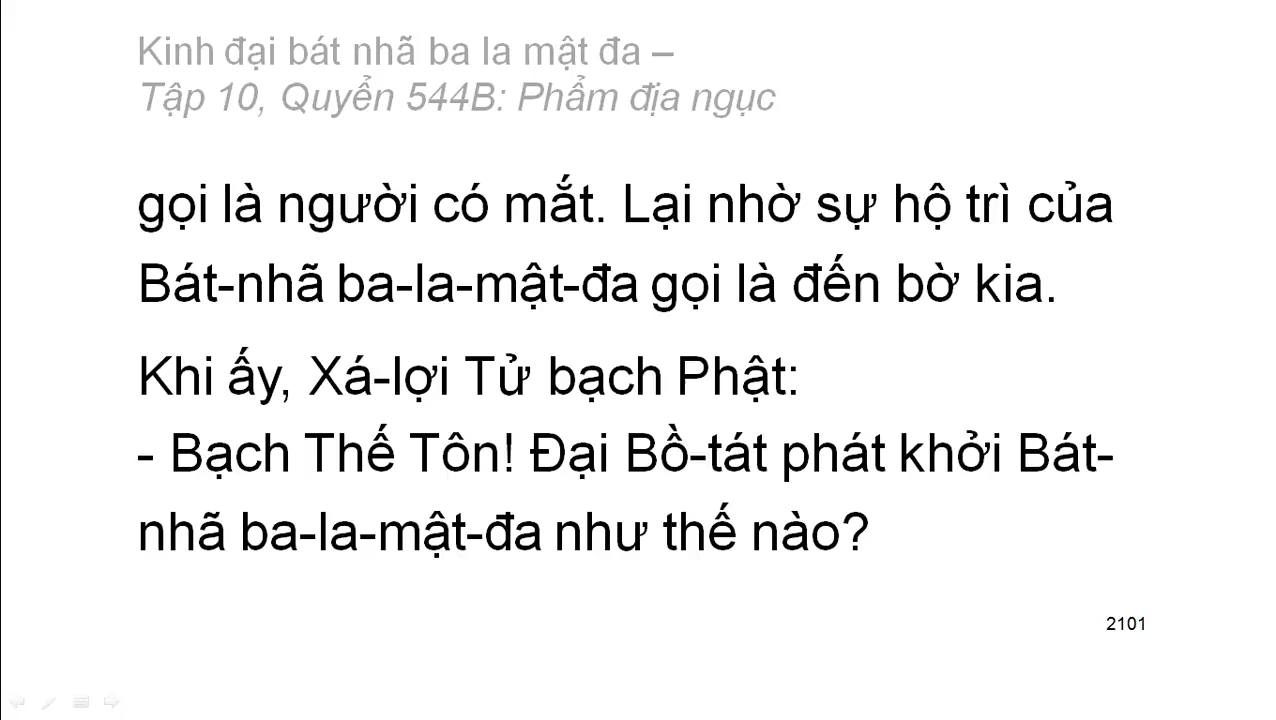 Kinh đại bát nhã ba la mật đa –
Tập 10, Quyển 544B: Phẩm địa ngục
gọi là người có mắt. Lại nhờ sự hộ trì của
Bát-nhã ba-la-mật-đa gọi là đến bờ kia.
Khi ấy, Xá-lợi Tử bạch Phật:
- Bạch Thế Tôn! Đại Bồ-tát phát khởi Bát-
nhã ba-la-mật-đa như thế nào?
2101